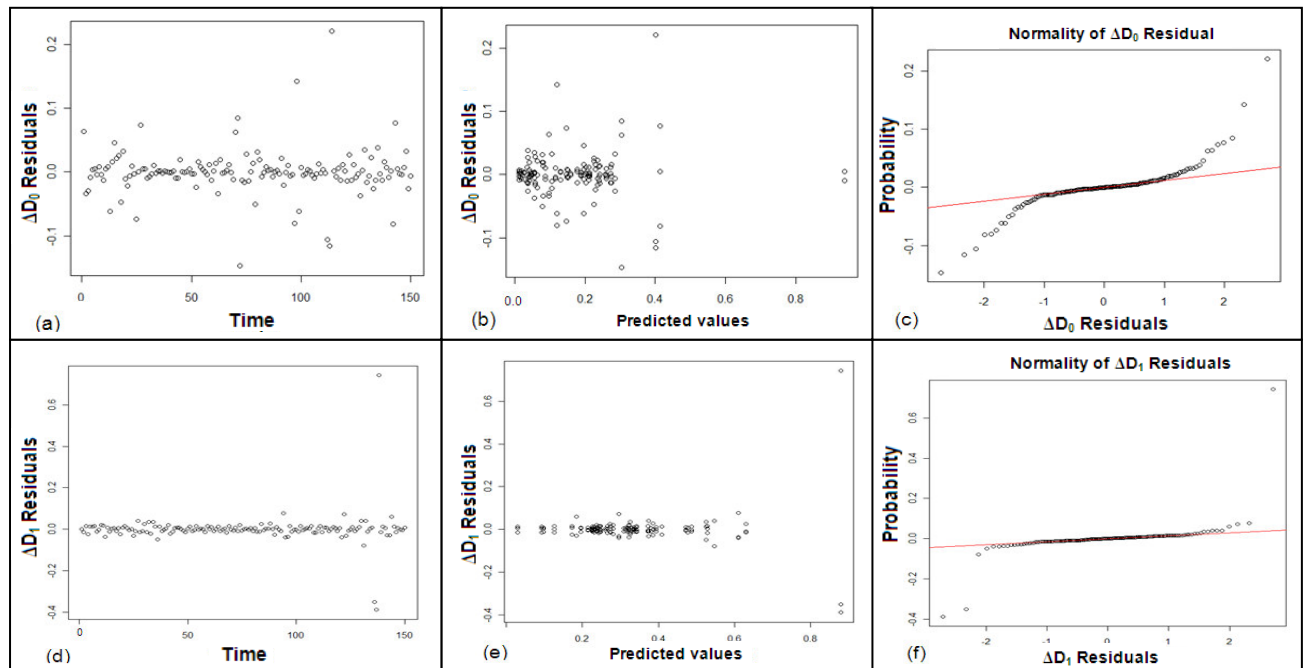 ΔD₀ Residuals
0.2
0.1
0.0
-0.1
0
50
100
150
Time
(a)
ΔD₀ Residuals
0.2
0.1
0.0
-0.1
0.0
0.2
0.4
0.6
0.8
Predicted values
(b)
Normality of ΔD₀ Residual
Probability
0.2
0.1
0.0
-0.1
-2
-1
0
1
2
ΔD₀ Residuals
(c)
ΔD₁ Residuals
0.6
0.4
0.2
0.0
-0.2
-0.4
0
50
100
150
Time
(d)
ΔD₁ Residuals
0.6
0.4
0.2
0.0
-0.2
-0.4
0.0
0.2
0.4
0.6
0.8
Predicted values
(e)
Normality of ΔD₁ Residuals
Probability
0.6
0.4
0.2
0.0
-0.2
-0.4
-2
-1
0
1
2
ΔD₁ Residuals
(f)